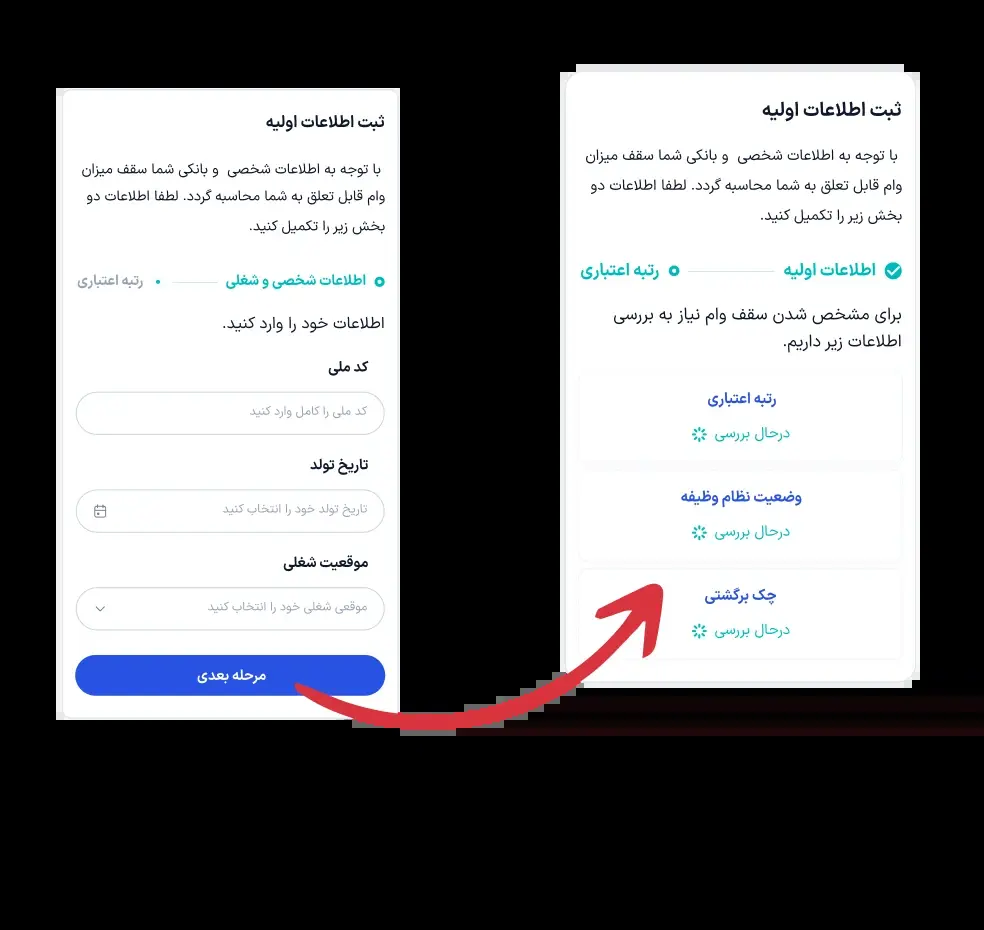 ثبت اطلاعات اولیه
با توجه به اطلاعات شخصی و بانکی شما سقف میزان
وام قابل تعلق به شما محاسبه گردد. لطفا اطلاعات دو
بخش زیر را تکمیل کنید.
اطلاعات شخصی و شغلی
رتبه اعتباری
اطلاعات خود را وارد کنید.
کد ملی
کد ملی را کامل وارد کنید
تاریخ تولد
تاریخ تولد خود را انتخاب کنید
موقعیت شغلی
موقعی شغلی خود را انتخاب کنید
مرحله بعدی
ثبت اطلاعات اولیه
با توجه به اطلاعات شخصی و بانکی شما سقف میزان
وام قابل تعلق به شما محاسبه گردد. لطفا اطلاعات دو
بخش زیر را تکمیل کنید.
اطلاعات اولیه
رتبه اعتباری
برای مشخص شدن سقف وام نیاز به بررسی
اطلاعات زیر داریم.
رتبه اعتباری
درحال بررسی
وضعیت نظام وظیفه
درحال بررسی
چک برگشتی
درحال بررسی